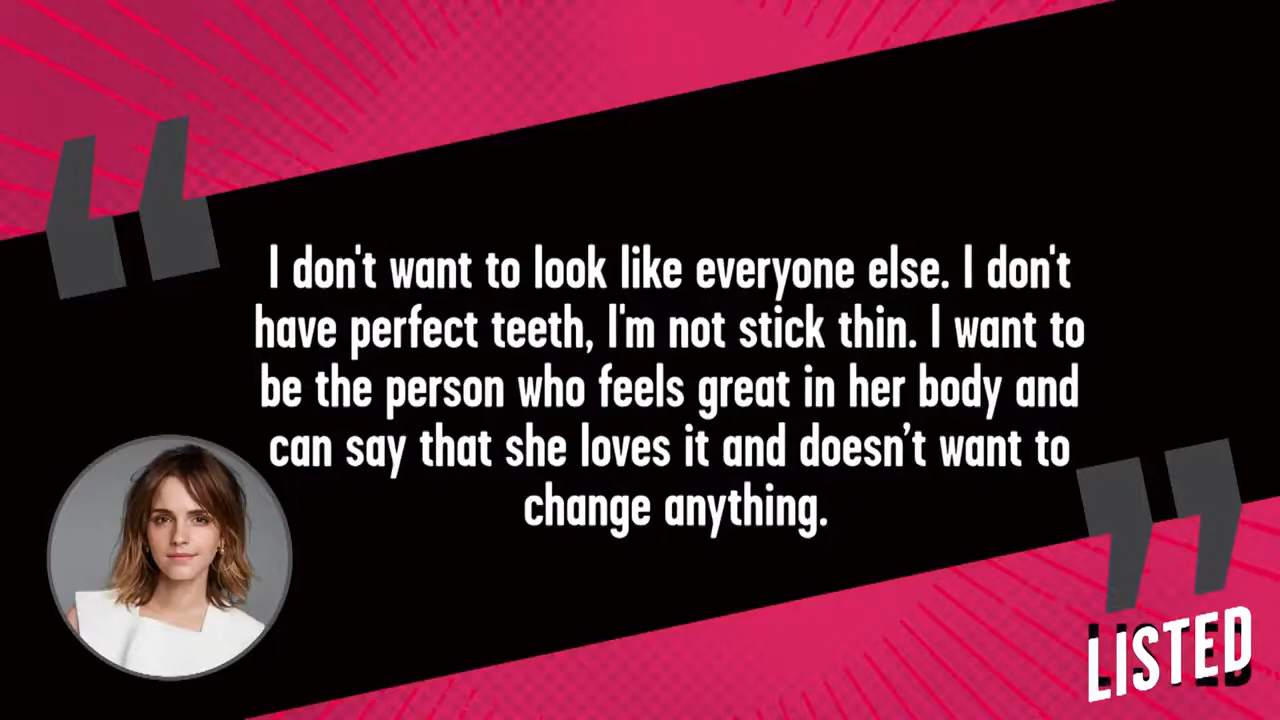 I don't want to look like everyone else. I don't
have perfect teeth, I'm not stick thin. I want to
be the person who feels great in her body and
can say that she loves it and doesn’t want to
change anything.
LISTED